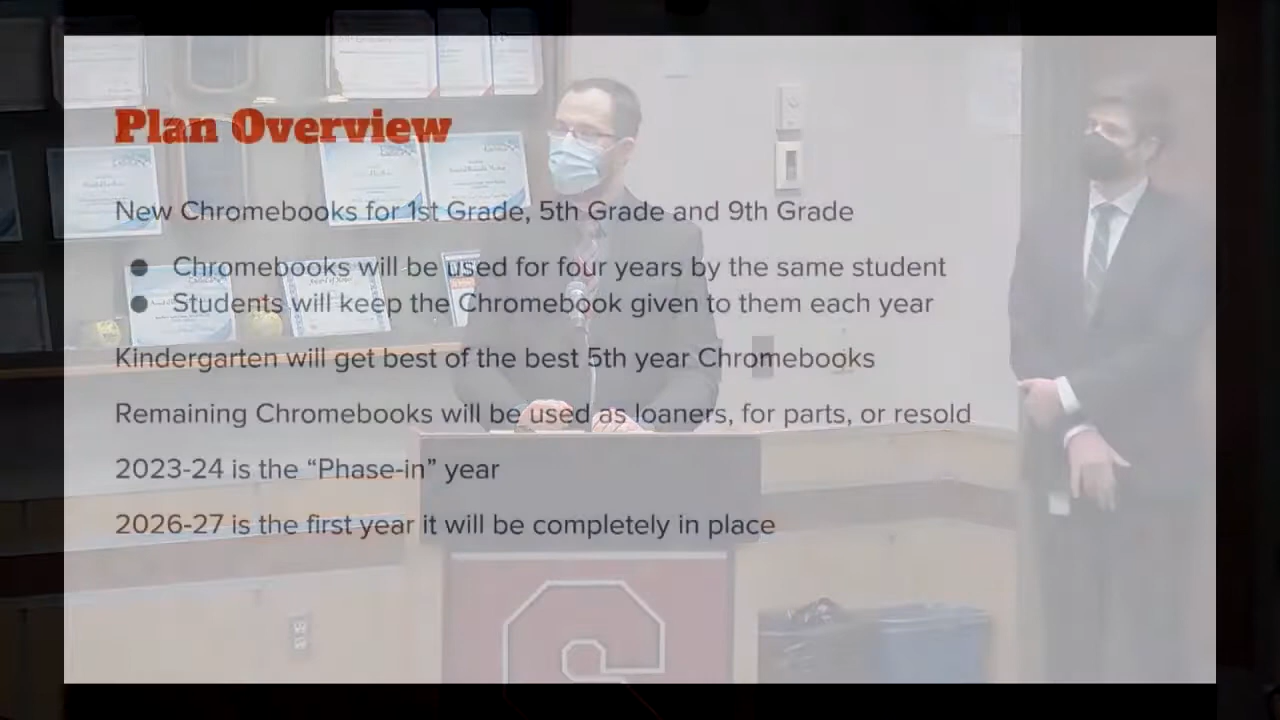 Plan Overview
New Chromebooks for 1st Grade, 5th Grade and 9th Grade
● Chromebooks will be used for four years by the same student
● Students will keep the Chromebook given to them each year
Kindergarten will get best of the best 5th year Chromebooks
Remaining Chromebooks will be used as loaners, for parts, or resold
2023-24 is the “Phase-in” year
2026-27 is the first year it will be completely in place